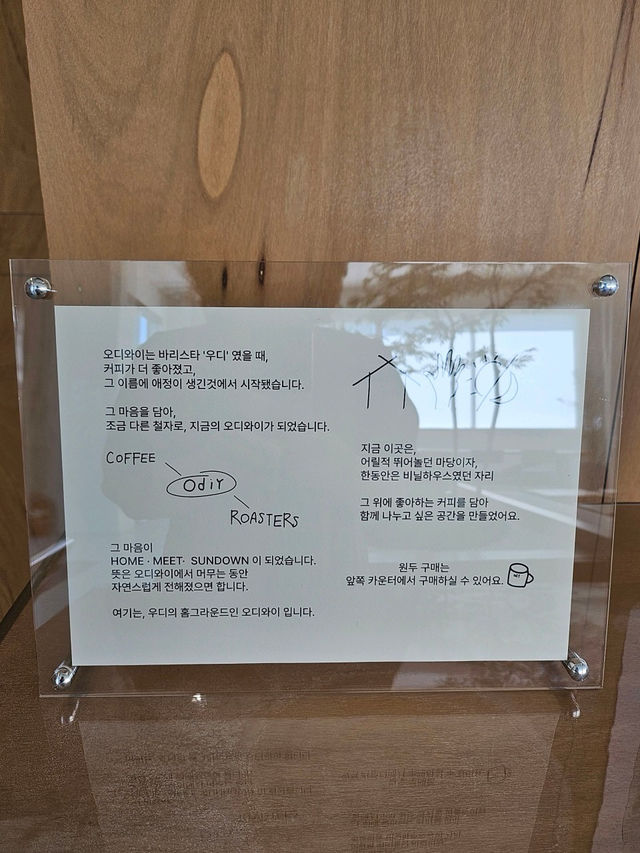 오디와이는 바리스타 '우디' 였을 때,
커피가 더 좋아졌고,
그 이름에 애정이 생긴것에서 시작됐습니다.
그 마음을 담아,
조금 다른 철자로, 지금의 오디와이가 되었습니다.
COFFEE
OdiY
ROASTERS
그 마음이
HOME · MEET· SUNDOWN 이 되었습니다.
뜻은 오디와이에서 머무는 동안
자연스럽게 전해졌으면 합니다.
여기는, 우디의 홈그라운드인 오디와이 입니다.
지금 이곳은,
어릴적 뛰어놀던 마당이자,
한동안은 비닐하우스였던 자리
그 위에 좋아하는 커피를 담아
함께 나누고 싶은 공간을 만들었어요.
원두 구매는
앞쪽 카운터에서 구매하실 수 있어요.